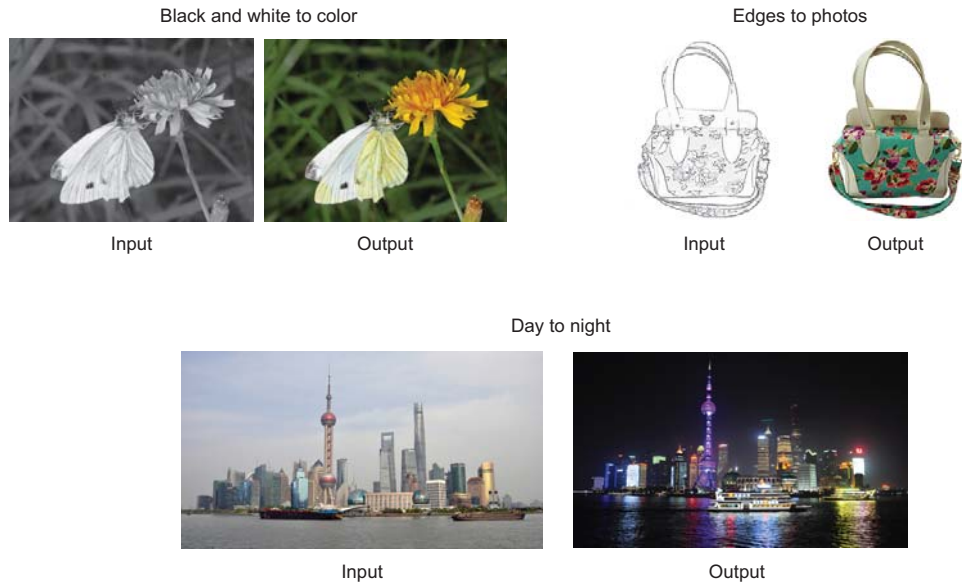 Black and white to color
Edges to photos
Input
Output
Input
Output
Day to night
Input
Output